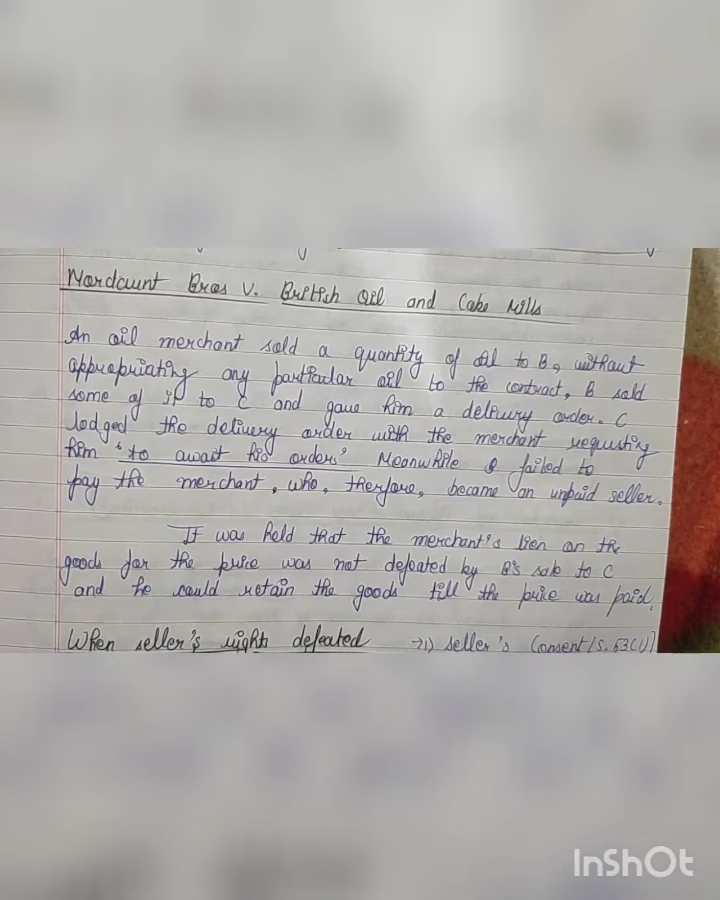 Mordaunt Bros V. British Oil and Cake Mills
An oil merchant sold a quantity of oil to B, without
appropriating any particular oil to the contract, B sold
some of it to C and gave him a delivery order. C
lodged the delivery order with the merchant requesting
him 'to await his orders' Meanwhile failed to
pay the merchant, who, therefore, became an unpaid seller.
It was held that the merchant's lien on the
goods for the price was not defeated by B's sale to C
and he could retain the goods till the price was paid.
When seller's rights defeated →1) seller's Consent [S. 53(1)]
InShOt